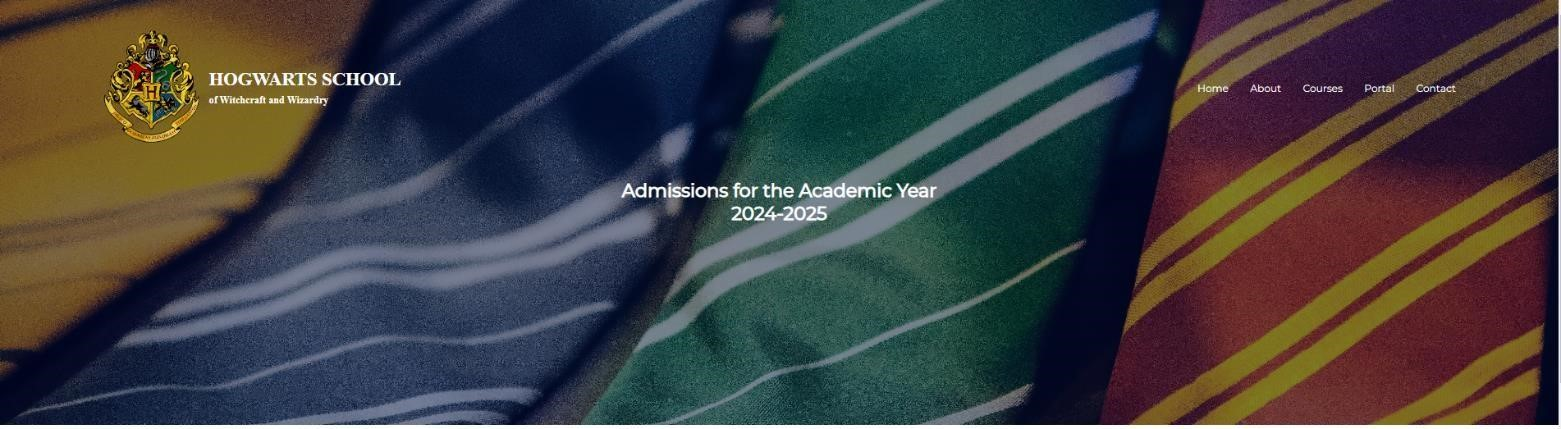 HOGWARTS SCHOOL
of Witchcraft and Wizardry
Home About Courses Portal Contact
Admissions for the Academic Year
2024-2025